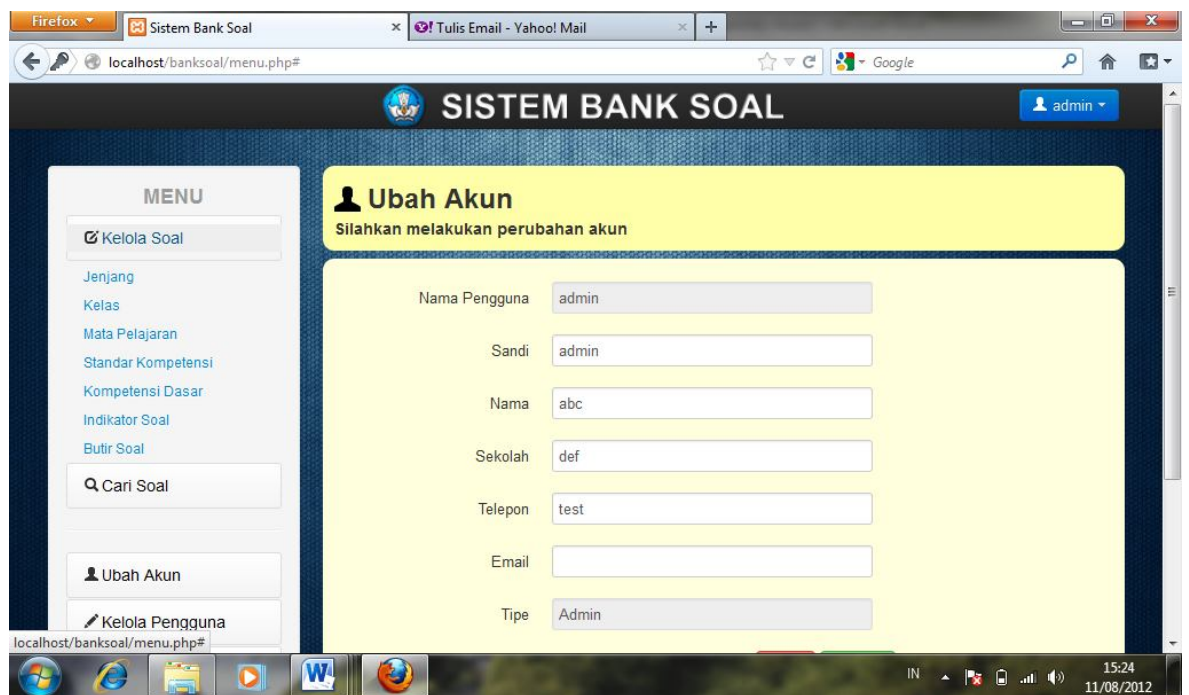 Firefox
Sistem Bank Soal
Tulis Email - Yahoo! Mail
localhost/banksoal/menu.php#
Google
SISTEM BANK SOAL
admin
MENU
Kelola Soal
Jenjang
Kelas
Mata Pelajaran
Standar Kompetensi
Kompetensi Dasar
Indikator Soal
Butir Soal
Cari Soal
Ubah Akun
Kelola Pengguna
Ubah Akun
Silahkan melakukan perubahan akun
Nama Pengguna admin
Sandi admin
Nama abc
Sekolah def
Telepon test
Email
Tipe Admin
localhost/banksoal/menu.php#
IN
15:24
11/08/2012